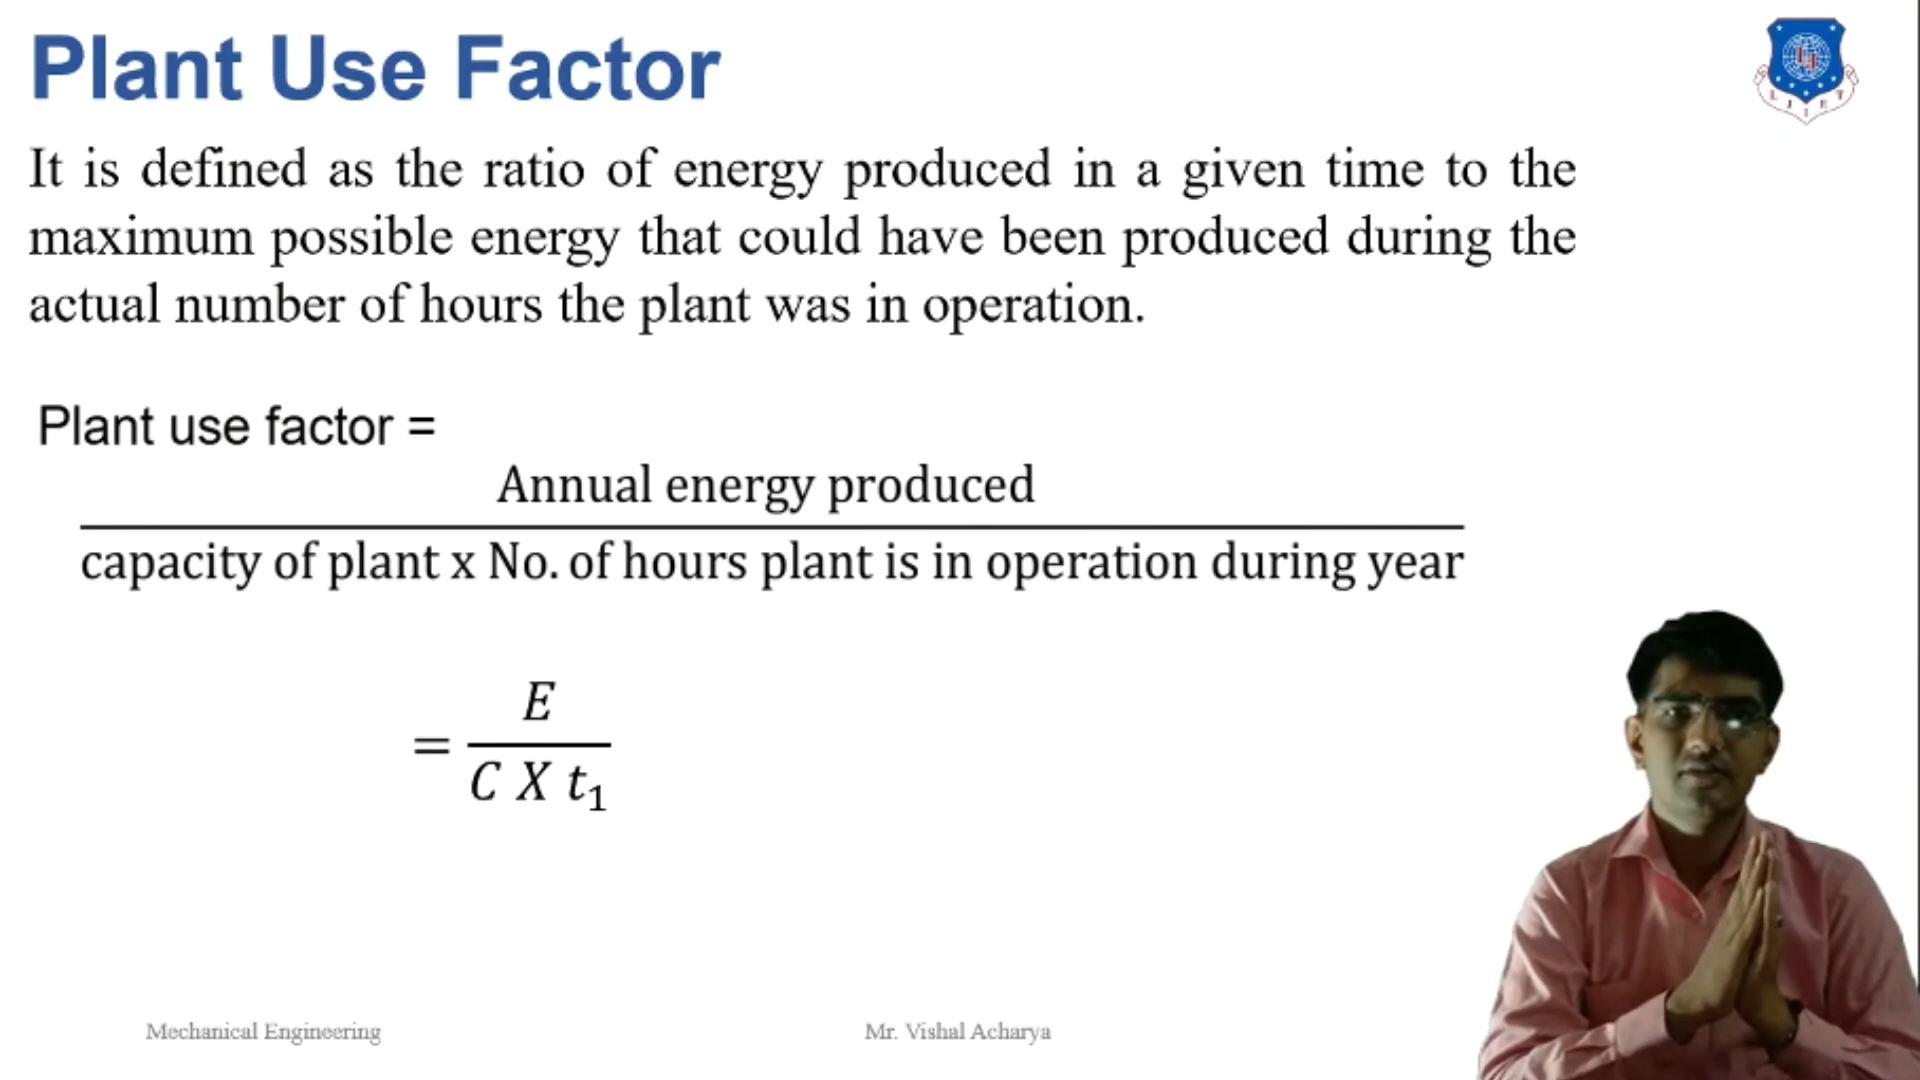 Plant Use Factor
It is defined as the ratio of energy produced in a given time to the
maximum possible energy that could have been produced during the
actual number of hours the plant was in operation.
Plant use factor =
Annual energy produced
capacity of plant x No. of hours plant is in operation during year
= E
C X t₁
L J I E T
Mechanical Engineering
Mr. Vishal Acharya